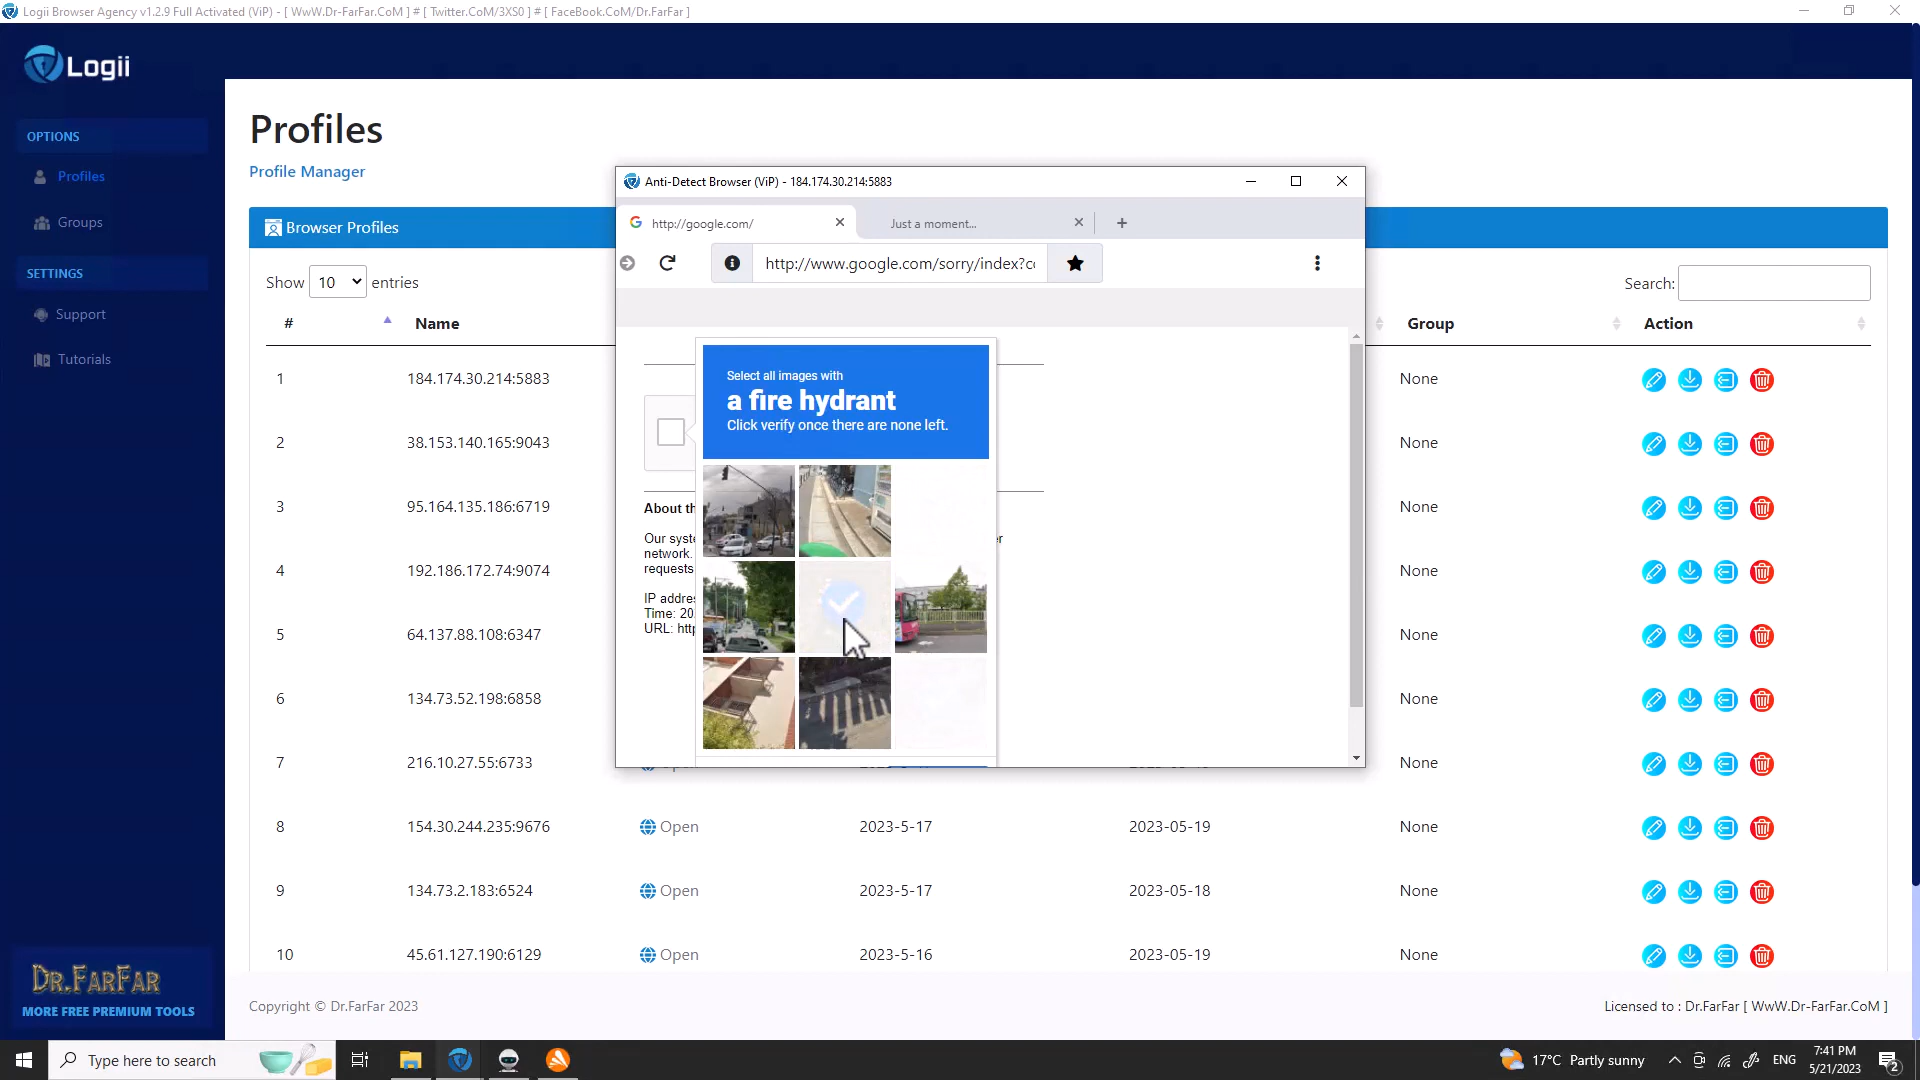 Logii Browser Agency v1.2.9 Full Activated (ViP) - [ WwW.Dr-FarFar.CoM ] # [ Twitter.CoM/3XS0 ] # [ FaceBook.CoM/Dr.FarFar ]
Logii
OPTIONS
Profiles
Groups
SETTINGS
Support
Tutorials
Dr.FarFar
MORE FREE PREMIUM TOOLS
Profiles
Profile Manager
Browser Profiles
Show 10 entries
Search:
# Name Group Action
1 184.174.30.214:5883 None
2 38.153.140.165:9043 None
3 95.164.135.186:6719 None
4 192.186.172.74:9074 None
5 64.137.88.108:6347 None
6 134.73.52.198:6858 None
7 216.10.27.55:6733 None
8 154.30.244.235:9676 Open 2023-5-17 2023-05-19 None
9 134.73.2.183:6524 Open 2023-5-17 2023-05-18 None
10 45.61.127.190:6129 Open 2023-5-16 2023-05-19 None
Anti-Detect Browser (ViP) - 184.174.30.214:5883
http://google.com/
Just a moment...
http://www.google.com/sorry/index?c
Select all images with
a fire hydrant
Click verify once there are none left.
About th
Our syst
network.
requests
IP addre
Time: 20
URL: htt
Copyright © Dr.FarFar 2023
Licensed to : Dr.FarFar [ WwW.Dr-FarFar.CoM ]
Type here to search
17°C Partly sunny
ENG
7:41 PM
5/21/2023
2